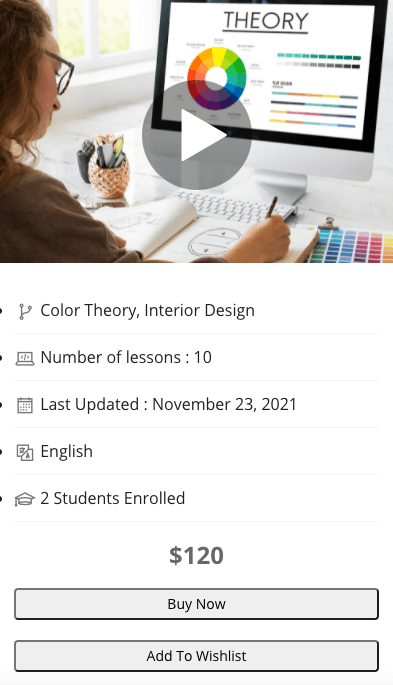 THEORY
Color Theory, Interior Design
Number of lessons : 10
Last Updated : November 23, 2021
English
2 Students Enrolled
$120
Buy Now
Add To Wishlist